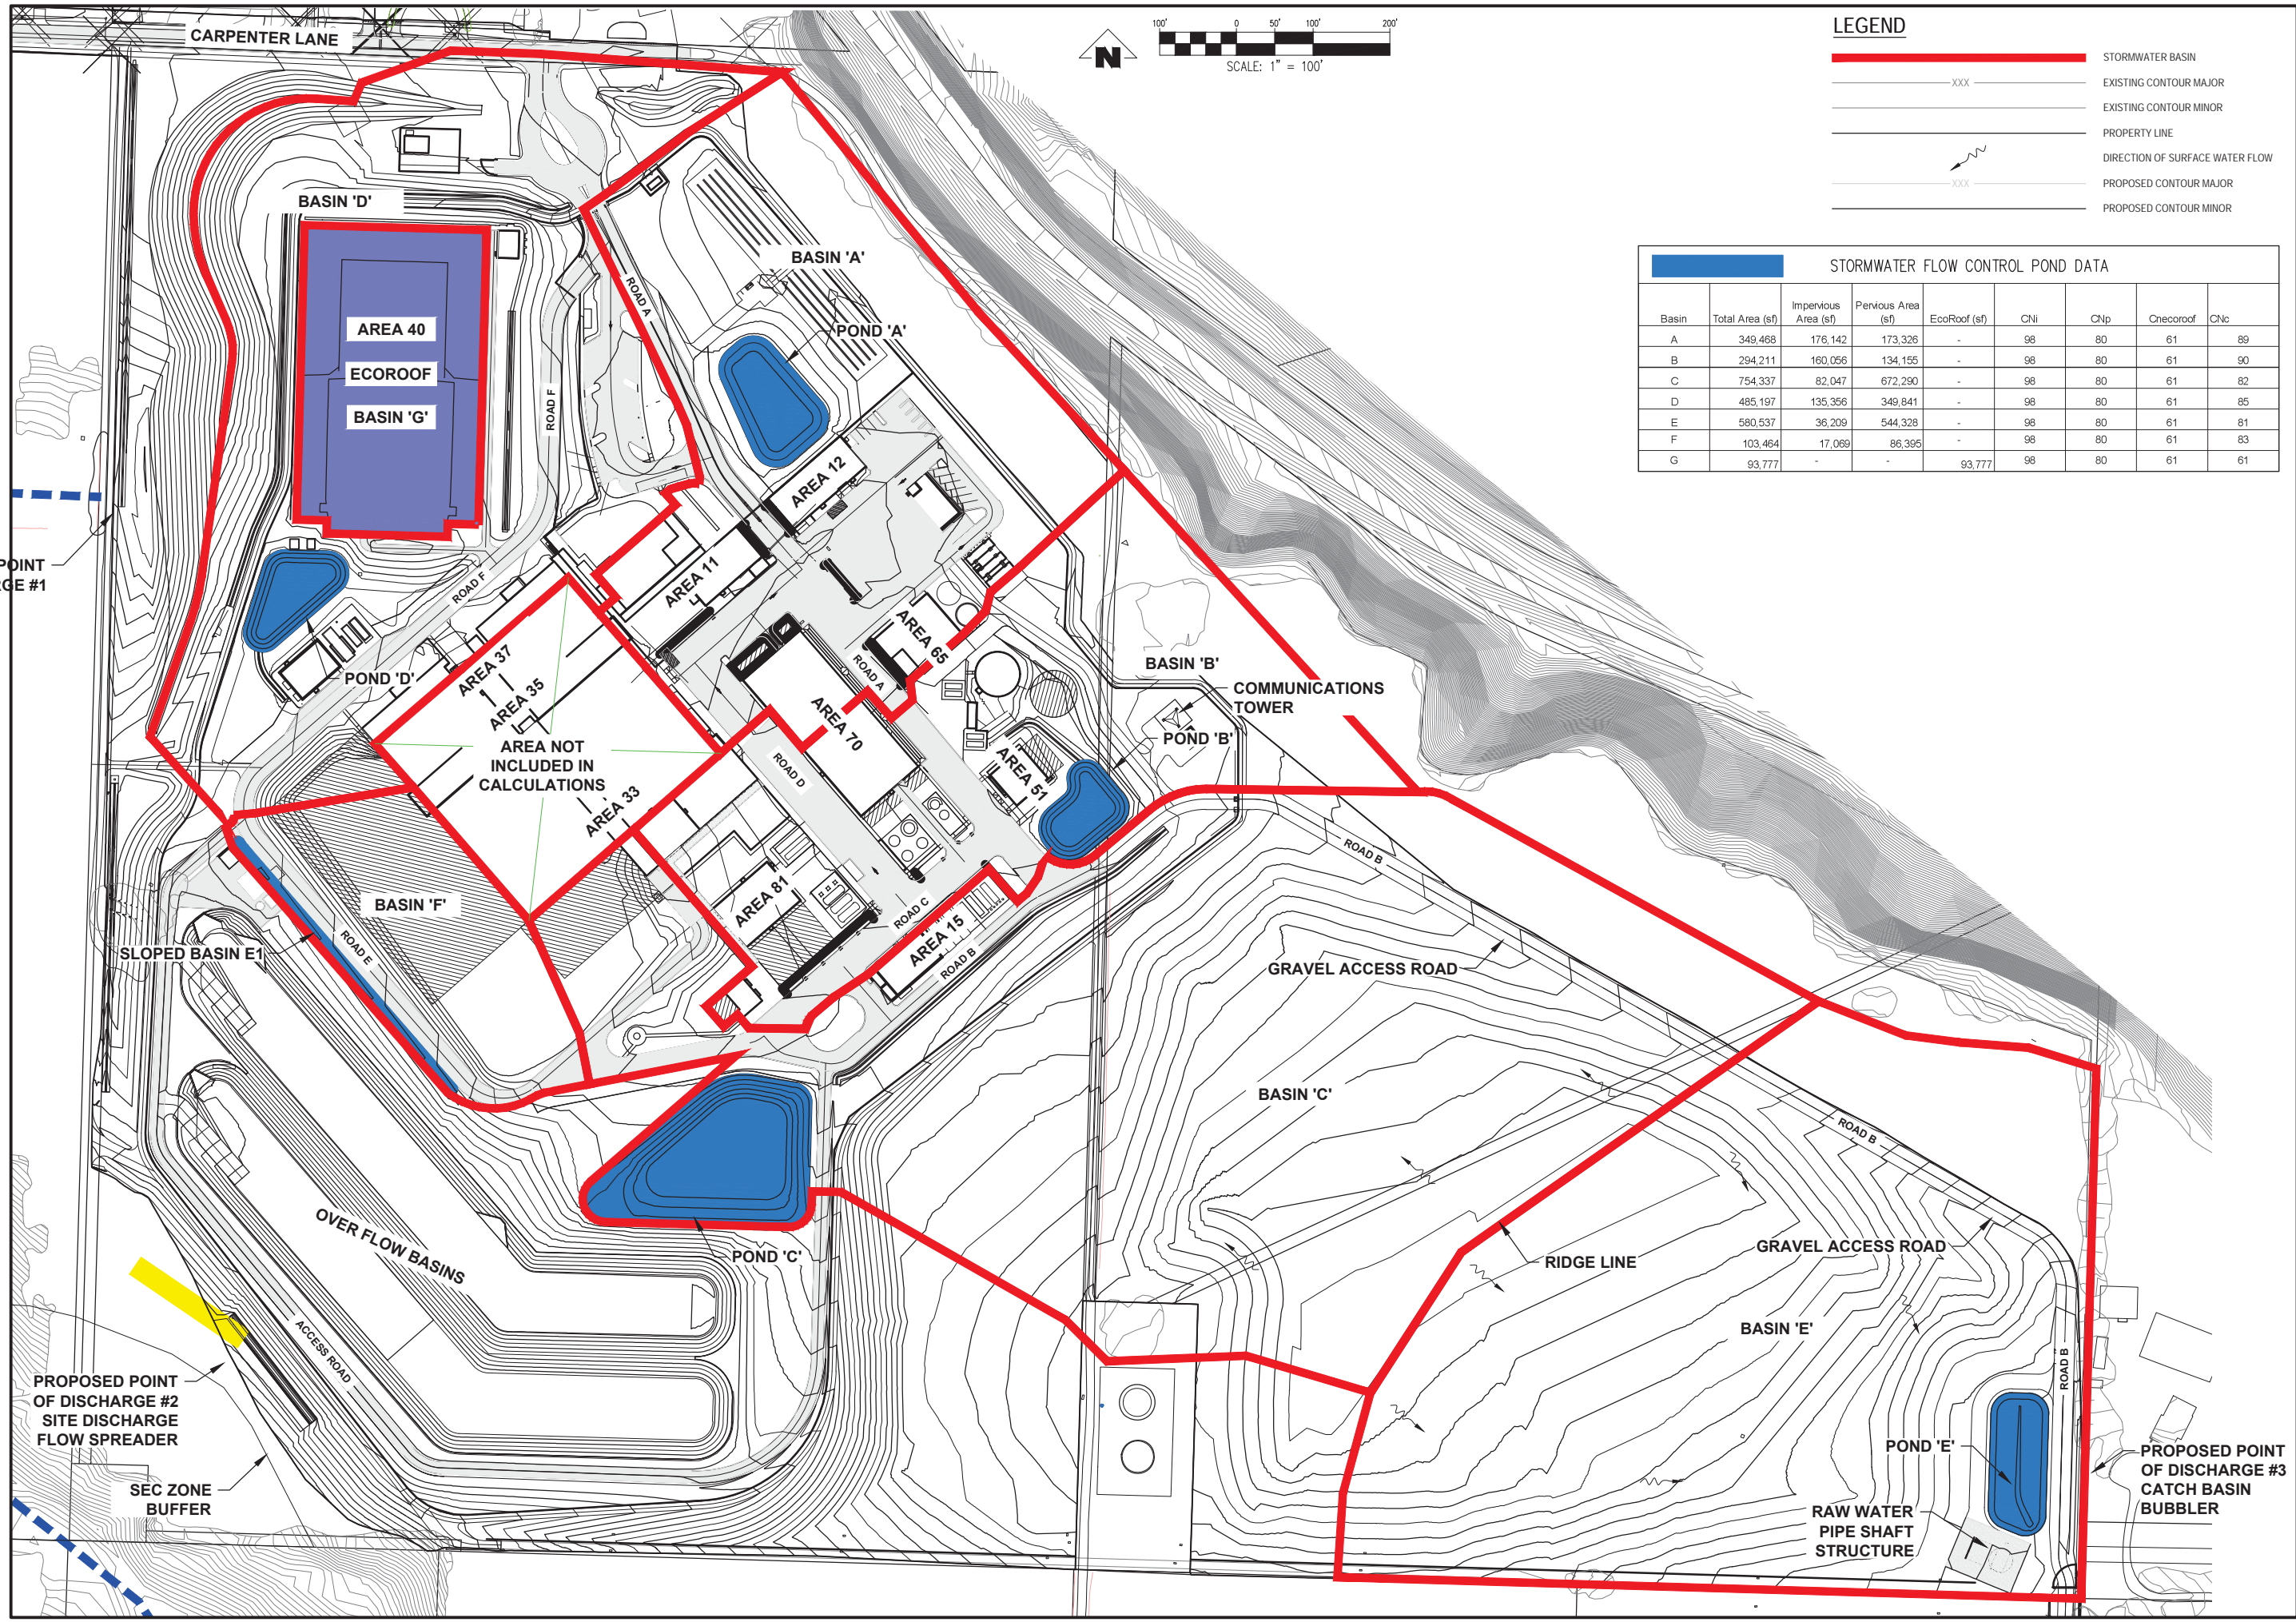 CARPENTER LANE
N
100' 0 50' 100' 200'
SCALE: 1" = 100'
LEGEND
STORMWATER BASIN
XXX EXISTING CONTOUR MAJOR
EXISTING CONTOUR MINOR
PROPERTY LINE
DIRECTION OF SURFACE WATER FLOW
XXX PROPOSED CONTOUR MAJOR
PROPOSED CONTOUR MINOR
STORMWATER FLOW CONTROL POND DATA
Basin Total Area (sf) Impervious Area (sf) Pervious Area (sf) EcoRoof (sf) CNi CNp Cnecoroof CNc
A 349,468 176,142 173,326 - 98 80 61 89
B 294,211 160,056 134,155 - 98 80 61 90
C 754,337 82,047 672,290 - 98 80 61 82
D 485,197 135,356 349,841 - 98 80 61 85
E 580,537 36,209 544,328 - 98 80 61 81
F 103,464 17,069 86,395 - 98 80 61 83
G 93,777 - - 93,777 98 80 61 61
BASIN 'D'
BASIN 'A'
ROAD A
POND 'A'
AREA 40
ECOROOF
BASIN 'G'
ROAD F
AREA 12
POINT
GE #1
ROAD F
AREA 11
AREA 65
ROAD A
POND 'D'
AREA 37
AREA 35
AREA 70
BASIN 'B'
COMMUNICATIONS
TOWER
POND 'B'
AREA NOT
INCLUDED IN
CALCULATIONS
AREA 33
ROAD D
AREA 51
ROAD B
BASIN 'F'
AREA 81
ROAD C
AREA 15
ROAD B
SLOPED BASIN E1
ROAD E
GRAVEL ACCESS ROAD
BASIN 'C'
ROAD B
OVER FLOW BASINS
POND 'C'
RIDGE LINE
GRAVEL ACCESS ROAD
BASIN 'E'
ROAD B
ACCESS ROAD
PROPOSED POINT
OF DISCHARGE #2
SITE DISCHARGE
FLOW SPREADER
SEC ZONE
BUFFER
POND 'E'
PROPOSED POINT
OF DISCHARGE #3
CATCH BASIN
BUBBLER
RAW WATER
PIPE SHAFT
STRUCTURE